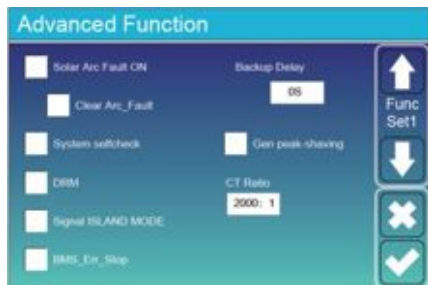 Advanced Function
Solar Arc Fault ON
Backup Delay
0S
Clear Arc_Fault
Func
Set1
System selfcheck
Gen peak-shaving
DRM
CT Ratio
2000: 1
Signal ISLAND MODE
BMS_Err_Stop